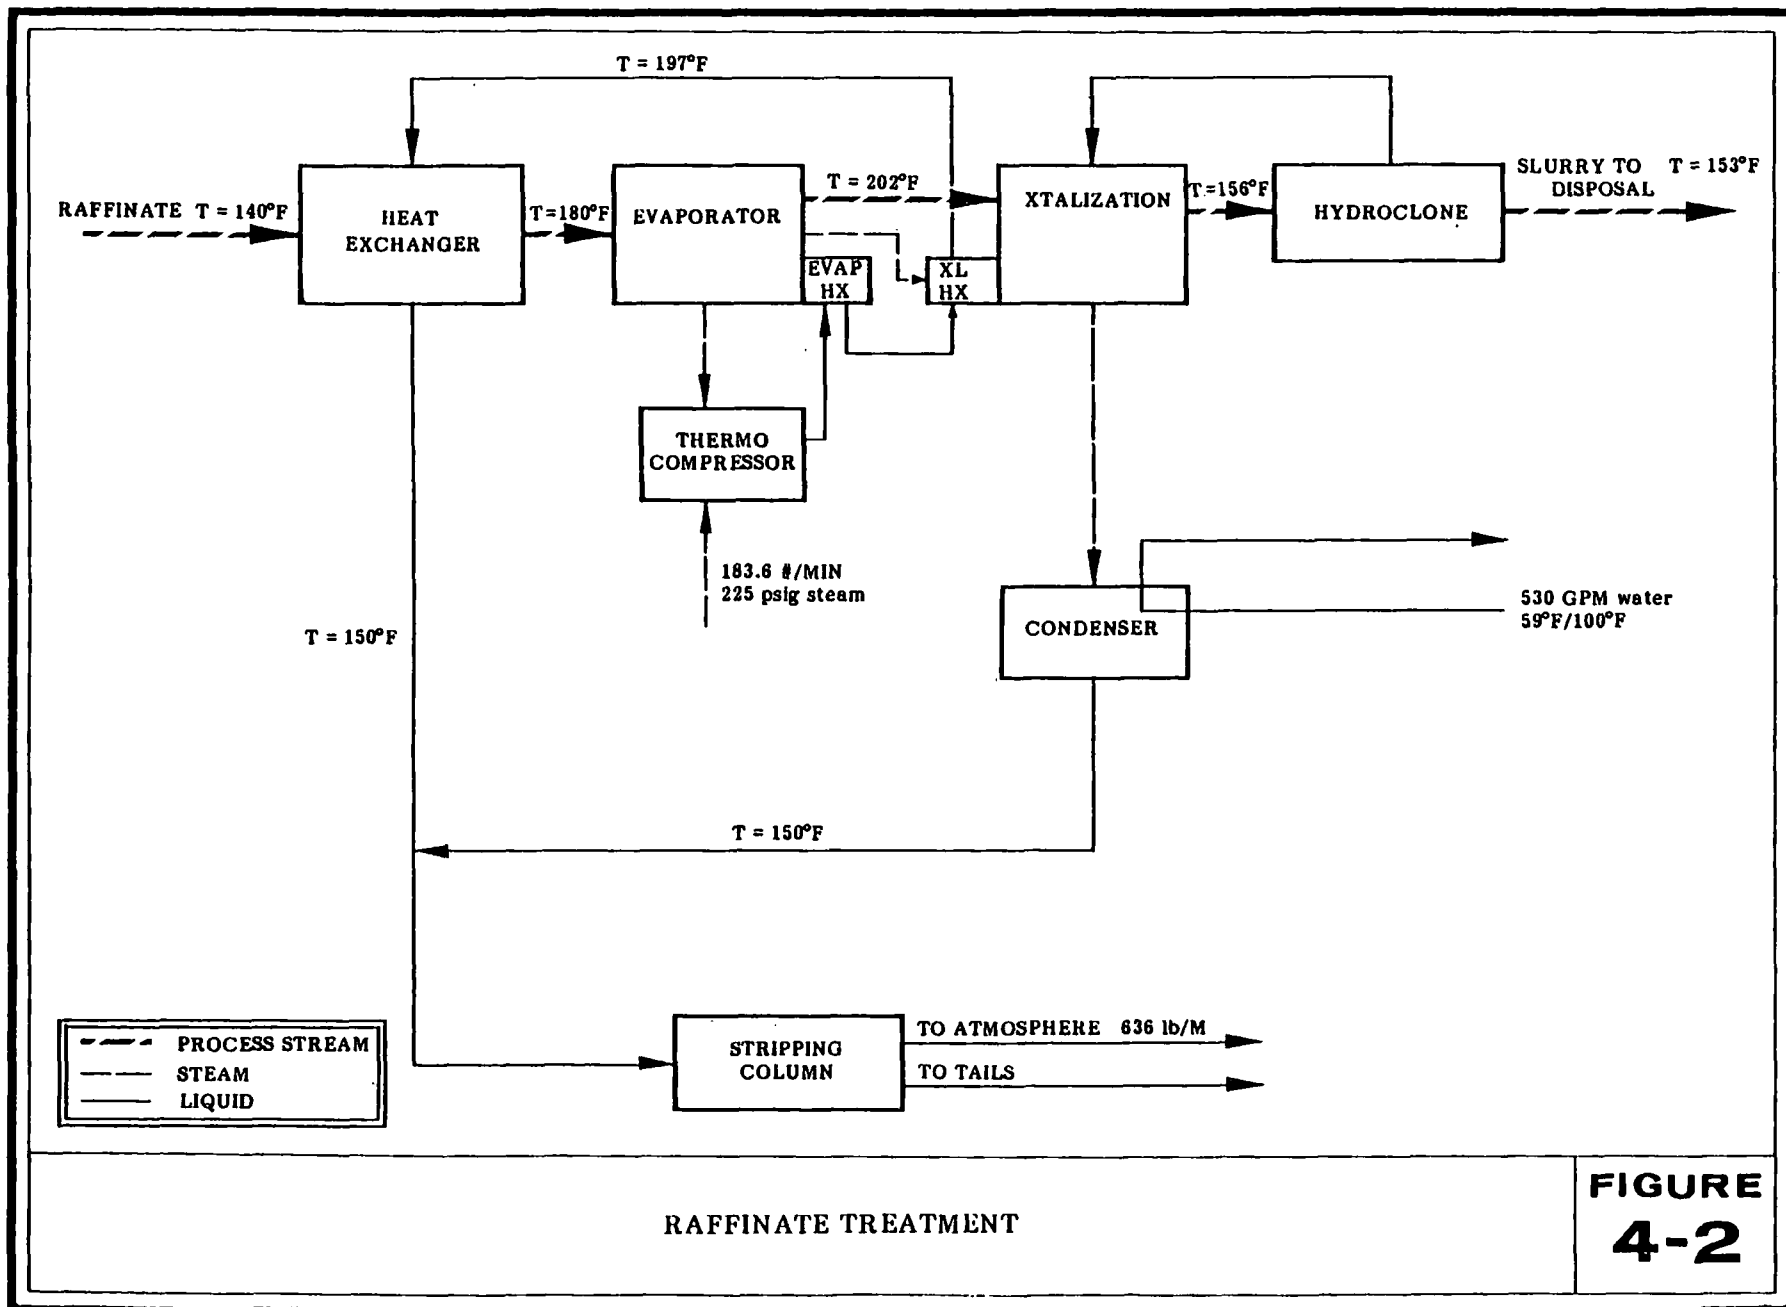 T = 197°F
RAFFINATE T = 140°F
HEAT
EXCHANGER
T=180°F
EVAPORATOR
T = 202°F
EVAP
HX
XL
HX
XTALIZATION
T=156°F
HYDROCLONE
SLURRY TO
DISPOSAL
T = 153°F
THERMO
COMPRESSOR
183.6 #/MIN
225 psig steam
T = 150°F
CONDENSER
530 GPM water
59°F/100°F
T = 150°F
STRIPPING
COLUMN
TO ATMOSPHERE 636 lb/M
TO TAILS
PROCESS STREAM
STEAM
LIQUID
RAFFINATE TREATMENT
FIGURE
4-2